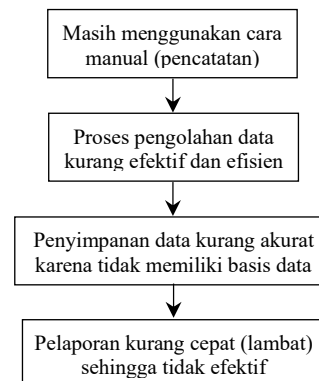 Masih menggunakan cara
manual (pencatatan)
Proses pengolahan data
kurang efektif dan efisien
Penyimpanan data kurang akurat
karena tidak memiliki basis data
Pelaporan kurang cepat (lambat)
sehingga tidak efektif